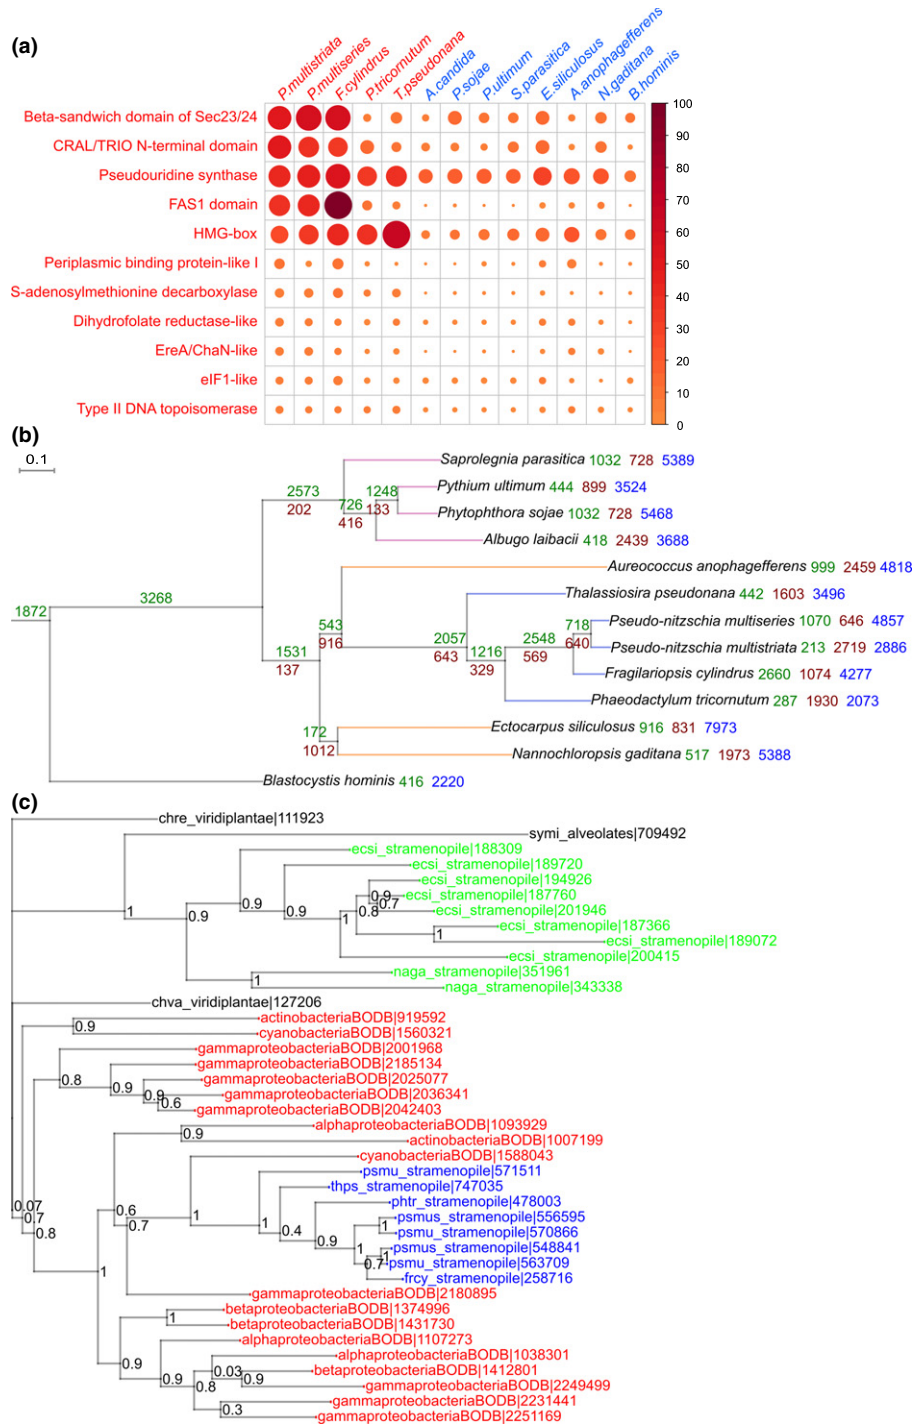 (a)
P.multistriata P.multiseries F.cylindrus P.tricornutum T.pseudonana A.candida P.sojae P.ultimum S.parasitica E.siliculosus A.anophagefferens N.gaditana B.hominis
Beta-sandwich domain of Sec23/24
CRAL/TRIO N-terminal domain
Pseudouridine synthase
FAS1 domain
HMG-box
Periplasmic binding protein-like I
S-adenosylmethionine decarboxylase
Dihydrofolate reductase-like
EreA/ChaN-like
eIF1-like
Type II DNA topoisomerase
100
90
80
70
60
50
40
30
20
10
0
(b)
0.1
Saprolegnia parasitica 1032 728 5389
2573 1248 Pythium ultimum 444 899 3524
202 726 133 Phytophthora sojae 1032 728 5468
416
Albugo laibacii 418 2439 3688
Aureococcus anophagefferens 999 2459 4818
3268 Thalassiosira pseudonana 442 1603 3496
1872 543 718 Pseudo-nitzschia multiseries 1070 646 4857
1531 916 2057 2548 640 Pseudo-nitzschia multistriata 213 2719 2886
137 643 1216 569 Fragilariopsis cylindrus 2660 1074 4277
329
Phaeodactylum tricornutum 287 1930 2073
172 Ectocarpus siliculosus 916 831 7973
1012 Nannochloropsis gaditana 517 1973 5388
Blastocystis hominis 416 2220
(c)
chre_viridiplantae|111923
symi_alveolates|709492
ecsi_stramenopile|188309
ecsi_stramenopile|189720
ecsi_stramenopile|194926
0.9 ecsi_stramenopile|187760
1 0.9 0.9 0.9 1 0.8 0.7 ecsi_stramenopile|201946
ecsi_stramenopile|187366
1 ecsi_stramenopile|189072
ecsi_stramenopile|200415
naga_stramenopile|351961
1 naga_stramenopile|343338
chva_viridiplantae|127206
actinobacteriaBODB|919592
0.9 cyanobacteriaBODB|1560321
gammaproteobacteriaBODB|2001968
0.8 gammaproteobacteriaBODB|2185134
gammaproteobacteriaBODB|2025077
0.9 0.9 gammaproteobacteriaBODB|2036341
0.6 gammaproteobacteriaBODB|2042403
alphaproteobacteriaBODB|1093929
0.9 actinobacteriaBODB|1007199
cyanobacteriaBODB|1588043
psmu_stramenopile|571511
thps_stramenopile|747035
phtr_stramenopile|478003
0.07 0.6 psmus_stramenopile|556595
0.7 0.7 1 1 0.4 1 psmu_stramenopile|570866
0.8 0.9 1 1 psmus_stramenopile|548841
0.7 psmu_stramenopile|563709
1 frcy_stramenopile|258716
gammaproteobacteriaBODB|2180895
betaproteobacteriaBODB|1374996
1 betaproteobacteriaBODB|1431730
alphaproteobacteriaBODB|1107273
alphaproteobacteriaBODB|1038301
0.9 0.03 betaproteobacteriaBODB|1412801
0.9 0.8 0.9 gammaproteobacteriaBODB|2249499
gammaproteobacteriaBODB|2231441
0.3 gammaproteobacteriaBODB|2251169